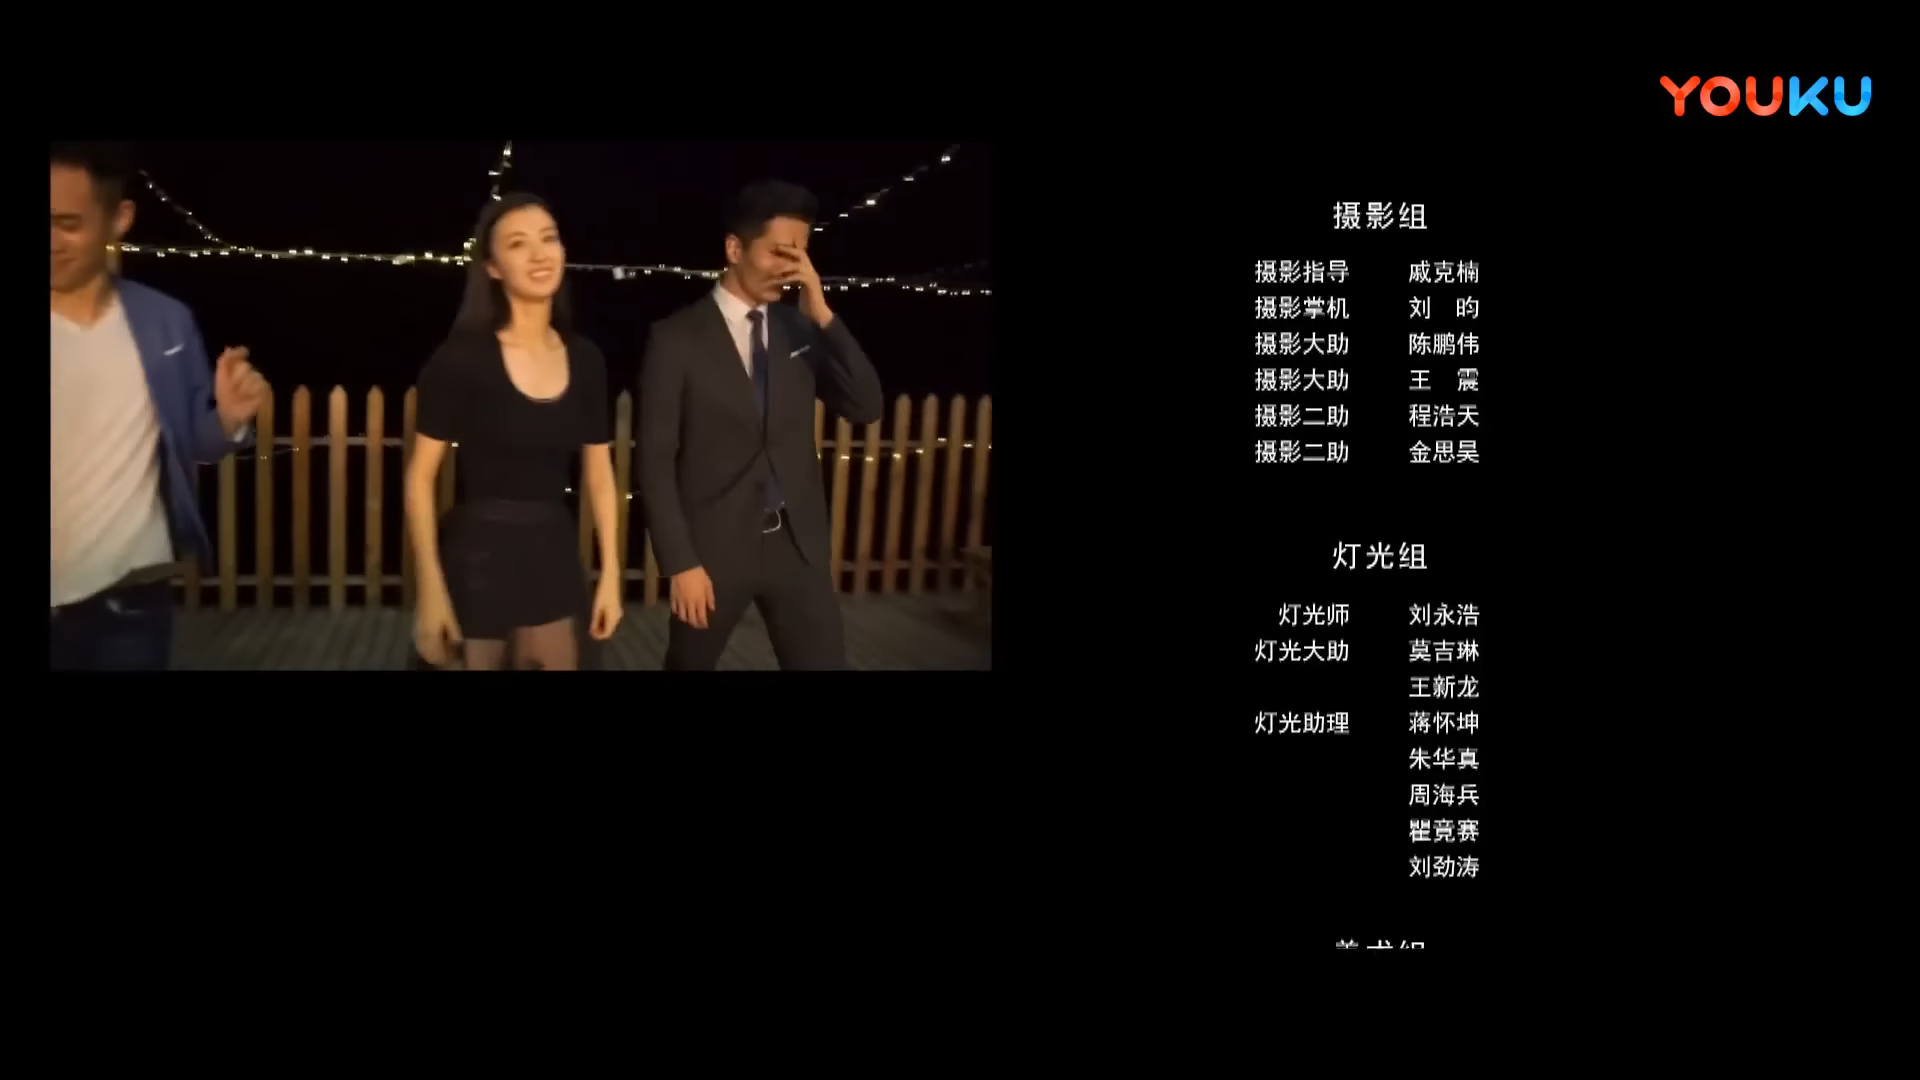 YOUKU
摄影组
摄影指导 戚克楠
摄影掌机 刘 昀
摄影大助 陈鹏伟
摄影大助 王 震
摄影二助 程浩天
摄影二助 金思昊
灯光组
灯光师 刘永浩
灯光大助 莫吉琳
王新龙
灯光助理 蒋怀坤
朱华真
周海兵
瞿竞赛
刘劲涛